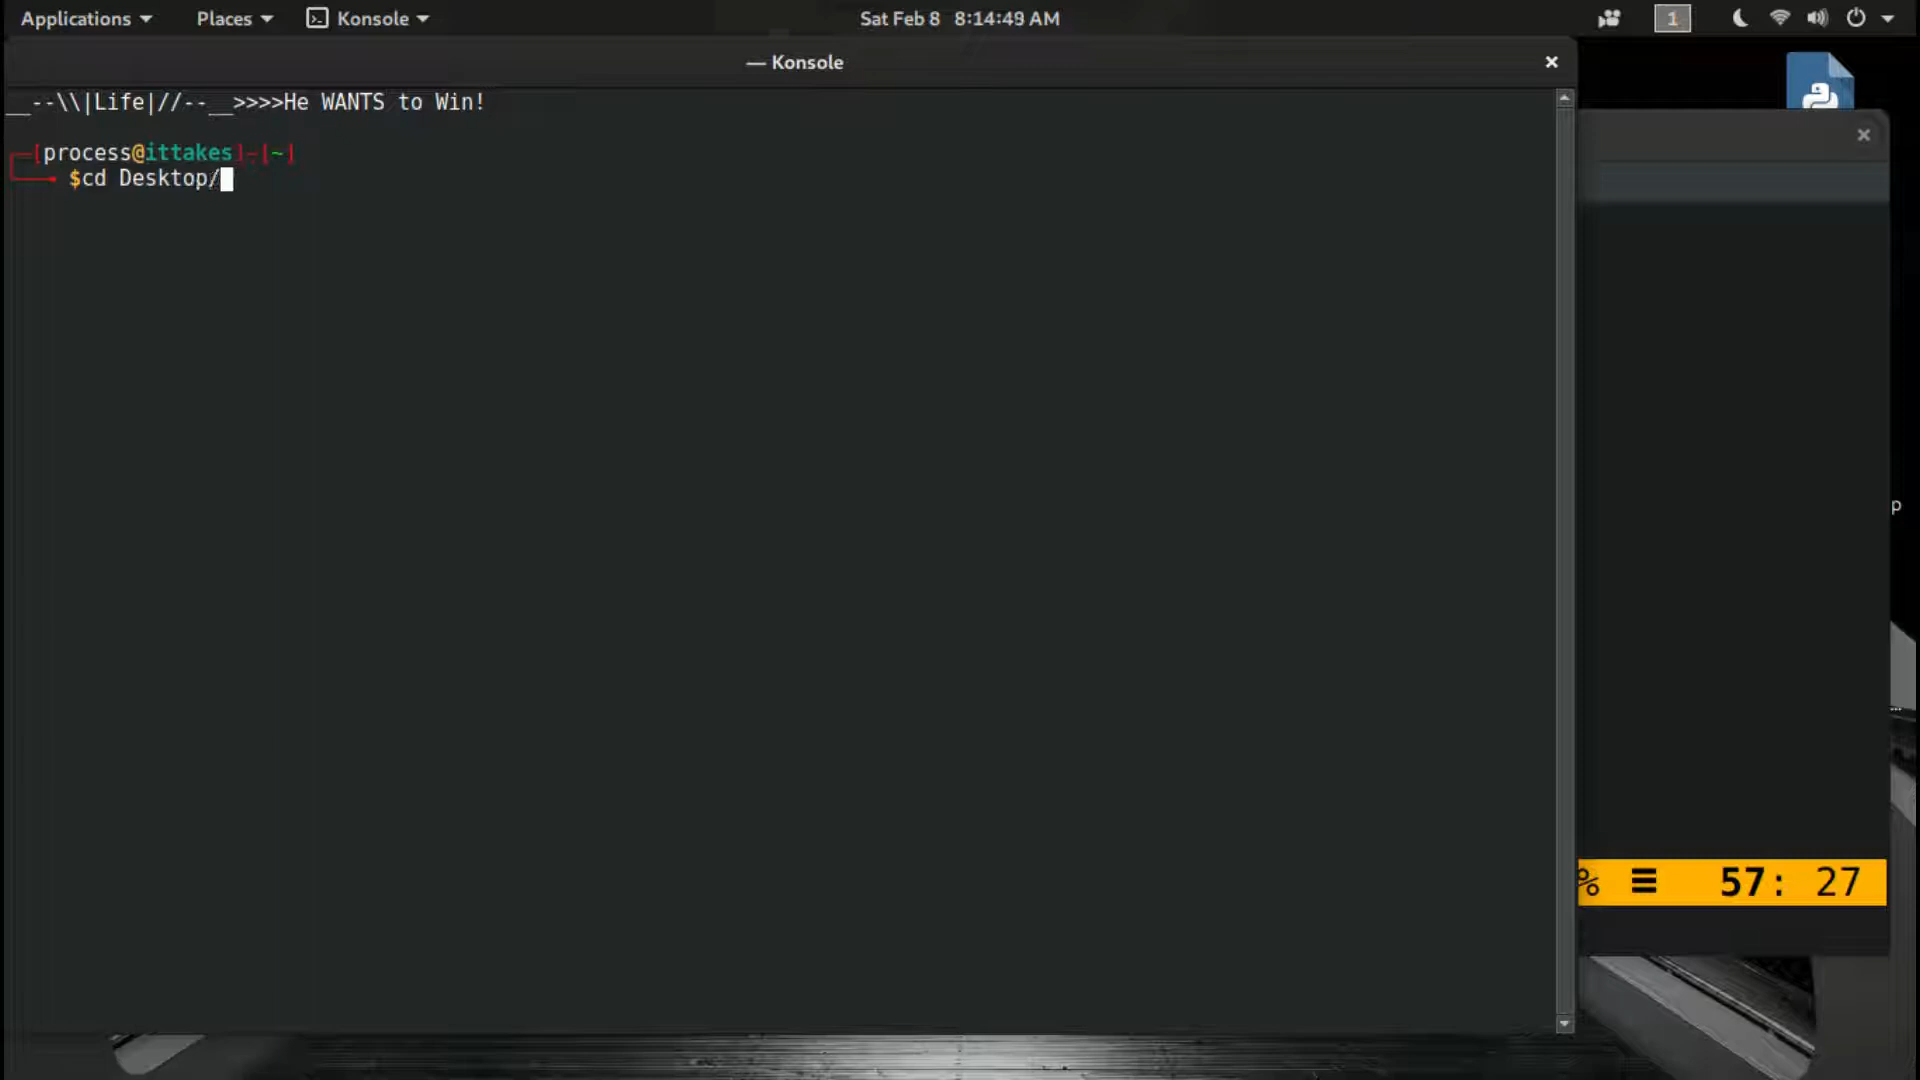 Applications Places Konsole Sat Feb 8 8:14:49 AM 1
— Konsole
__--\\|Life|//--__>>>>He WANTS to Win!
[process@ittakes]-[~]
$cd Desktop/
p
...
% ☰ 57: 27